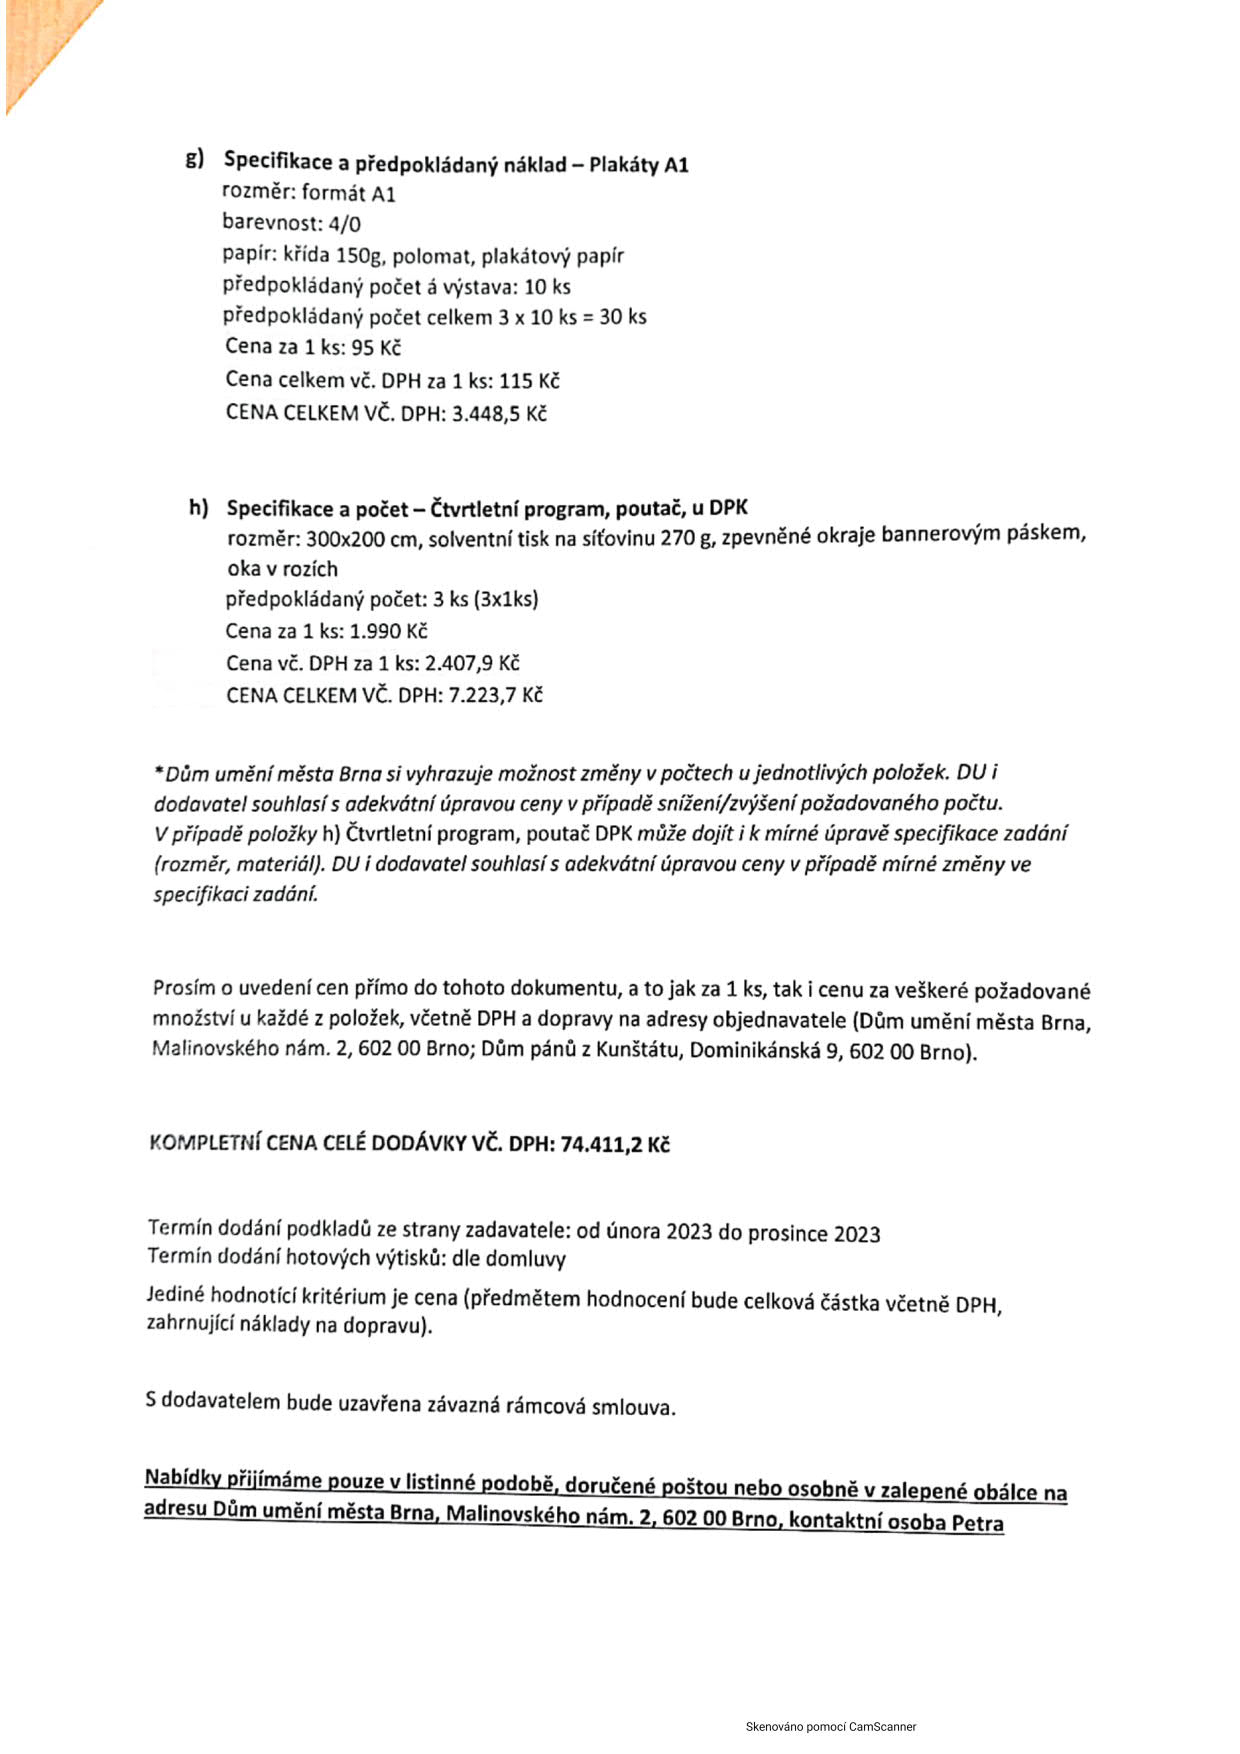 g) Specifikace a předpokládaný náklad – Plakáty A1
rozměr: formát A1
barevnost: 4/0
papír: křída 150g, polomat, plakátový papír
předpokládaný počet á výstava: 10 ks
předpokládaný počet celkem 3 x 10 ks = 30 ks
Cena za 1 ks: 95 Kč
Cena celkem vč. DPH za 1 ks: 115 Kč
CENA CELKEM VČ. DPH: 3.448,5 Kč
h) Specifikace a počet – Čtvrtletní program, poutač, u DPK
rozměr: 300x200 cm, solventní tisk na síťovinu 270 g, zpevněné okraje bannerovým páskem,
oka v rozích
předpokládaný počet: 3 ks (3x1ks)
Cena za 1 ks: 1.990 Kč
Cena vč. DPH za 1 ks: 2.407,9 Kč
CENA CELKEM VČ. DPH: 7.223,7 Kč
*Dům umění města Brna si vyhrazuje možnost změny v počtech u jednotlivých položek. DU i
dodavatel souhlasí s adekvátní úpravou ceny v případě snížení/zvýšení požadovaného počtu.
V případě položky h) Čtvrtletní program, poutač DPK může dojít i k mírné úpravě specifikace zadání
(rozměr, materiál). DU i dodavatel souhlasí s adekvátní úpravou ceny v případě mírné změny ve
specifikaci zadání.
Prosím o uvedení cen přímo do tohoto dokumentu, a to jak za 1 ks, tak i cenu za veškeré požadované
množství u každé z položek, včetně DPH a dopravy na adresy objednavatele (Dům umění města Brna,
Malinovského nám. 2, 602 00 Brno; Dům pánů z Kunštátu, Dominikánská 9, 602 00 Brno).
KOMPLETNÍ CENA CELÉ DODÁVKY VČ. DPH: 74.411,2 Kč
Termín dodání podkladů ze strany zadavatele: od února 2023 do prosince 2023
Termín dodání hotových výtisků: dle domluvy
Jediné hodnotící kritérium je cena (předmětem hodnocení bude celková částka včetně DPH,
zahrnující náklady na dopravu).
S dodavatelem bude uzavřena závazná rámcová smlouva.
Nabídky přijímáme pouze v listinné podobě, doručené poštou nebo osobně v zalepené obálce na
adresu Dům umění města Brna, Malinovského nám. 2, 602 00 Brno, kontaktní osoba Petra
Skenováno pomocí CamScanner